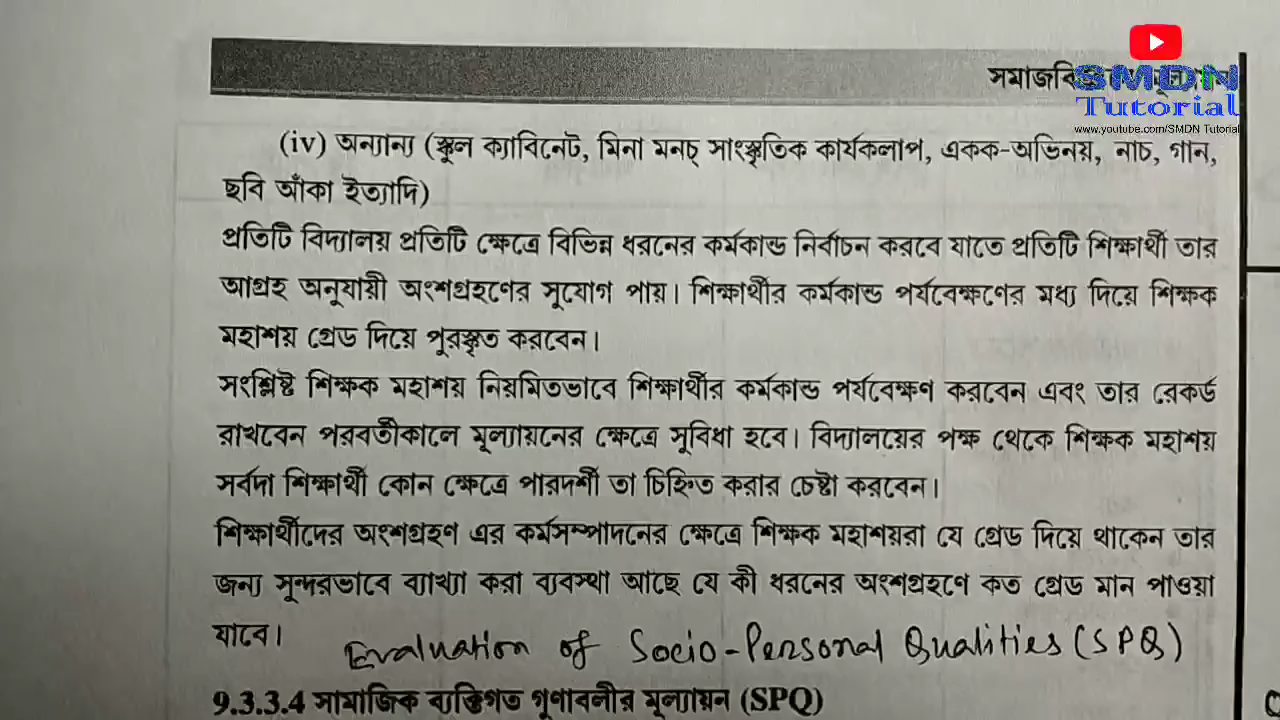 SMDN
Tutorial
www.youtube.com/SMDN Tutorial
(iv) অন্যান্য (স্কুল ক্যাবিনেট, মিনা মনচ্ সাংস্কৃতিক কার্যকলাপ, একক-অভিনয়, নাচ, গান,
ছবি আঁকা ইত্যাদি)
প্রতিটি বিদ্যালয় প্রতিটি ক্ষেত্রে বিভিন্ন ধরনের কর্মকান্ড নির্বাচন করবে যাতে প্রতিটি শিক্ষার্থী তার
আগ্রহ অনুযায়ী অংশগ্রহণের সুযোগ পায়। শিক্ষার্থীর কর্মকান্ড পর্যবেক্ষণের মধ্য দিয়ে শিক্ষক
মহাশয় গ্রেড দিয়ে পুরস্কৃত করবেন।
সংশ্লিষ্ট শিক্ষক মহাশয় নিয়মিতভাবে শিক্ষার্থীর কর্মকান্ড পর্যবেক্ষণ করবেন এবং তার রেকর্ড
রাখবেন পরবর্তীকালে মূল্যায়নের ক্ষেত্রে সুবিধা হবে। বিদ্যালয়ের পক্ষ থেকে শিক্ষক মহাশয়
সর্বদা শিক্ষার্থী কোন ক্ষেত্রে পারদর্শী তা চিহ্নিত করার চেষ্টা করবেন।
শিক্ষার্থীদের অংশগ্রহণ এর কর্মসম্পাদনের ক্ষেত্রে শিক্ষক মহাশয়রা যে গ্রেড দিয়ে থাকেন তার
জন্য সুন্দরভাবে ব্যাখ্যা করা ব্যবস্থা আছে যে কী ধরনের অংশগ্রহণে কত গ্রেড মান পাওয়া
যাবে।
Evaluation of Socio-Personal Qualities (SPQ)
9.3.3.4 সামাজিক ব্যক্তিগত গুণাবলীর মূল্যায়ন (SPQ)